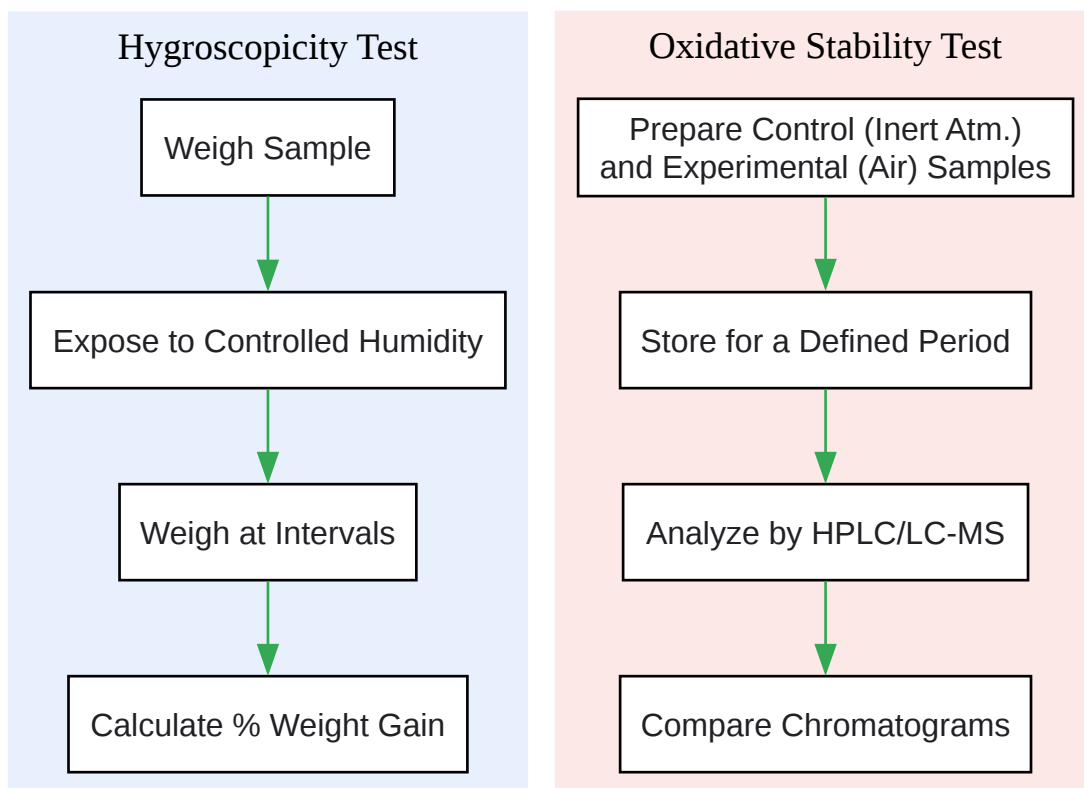 Hygroscopicity Test
Weigh Sample
Expose to Controlled Humidity
Weigh at Intervals
Calculate % Weight Gain
Oxidative Stability Test
Prepare Control (Inert Atm.)
and Experimental (Air) Samples
Store for a Defined Period
Analyze by HPLC/LC-MS
Compare Chromatograms